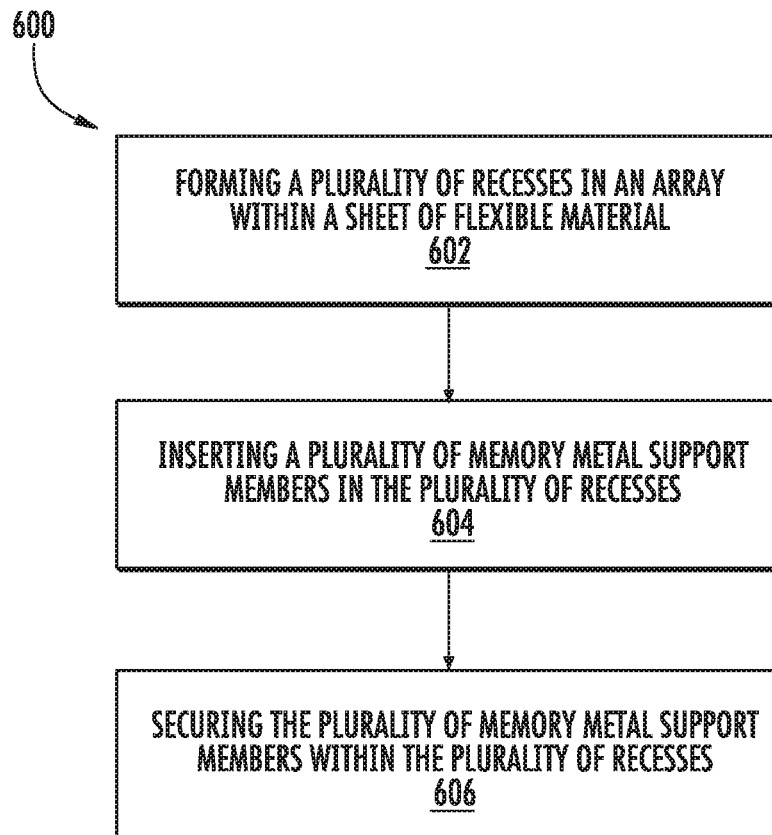 600
FORMING A PLURALITY OF RECESSES IN AN ARRAY
WITHIN A SHEET OF FLEXIBLE MATERIAL
602
INSERTING A PLURALITY OF MEMORY METAL SUPPORT
MEMBERS IN THE PLURALITY OF RECESSES
604
SECURING THE PLURALITY OF MEMORY METAL SUPPORT
MEMBERS WITHIN THE PLURALITY OF RECESSES
606